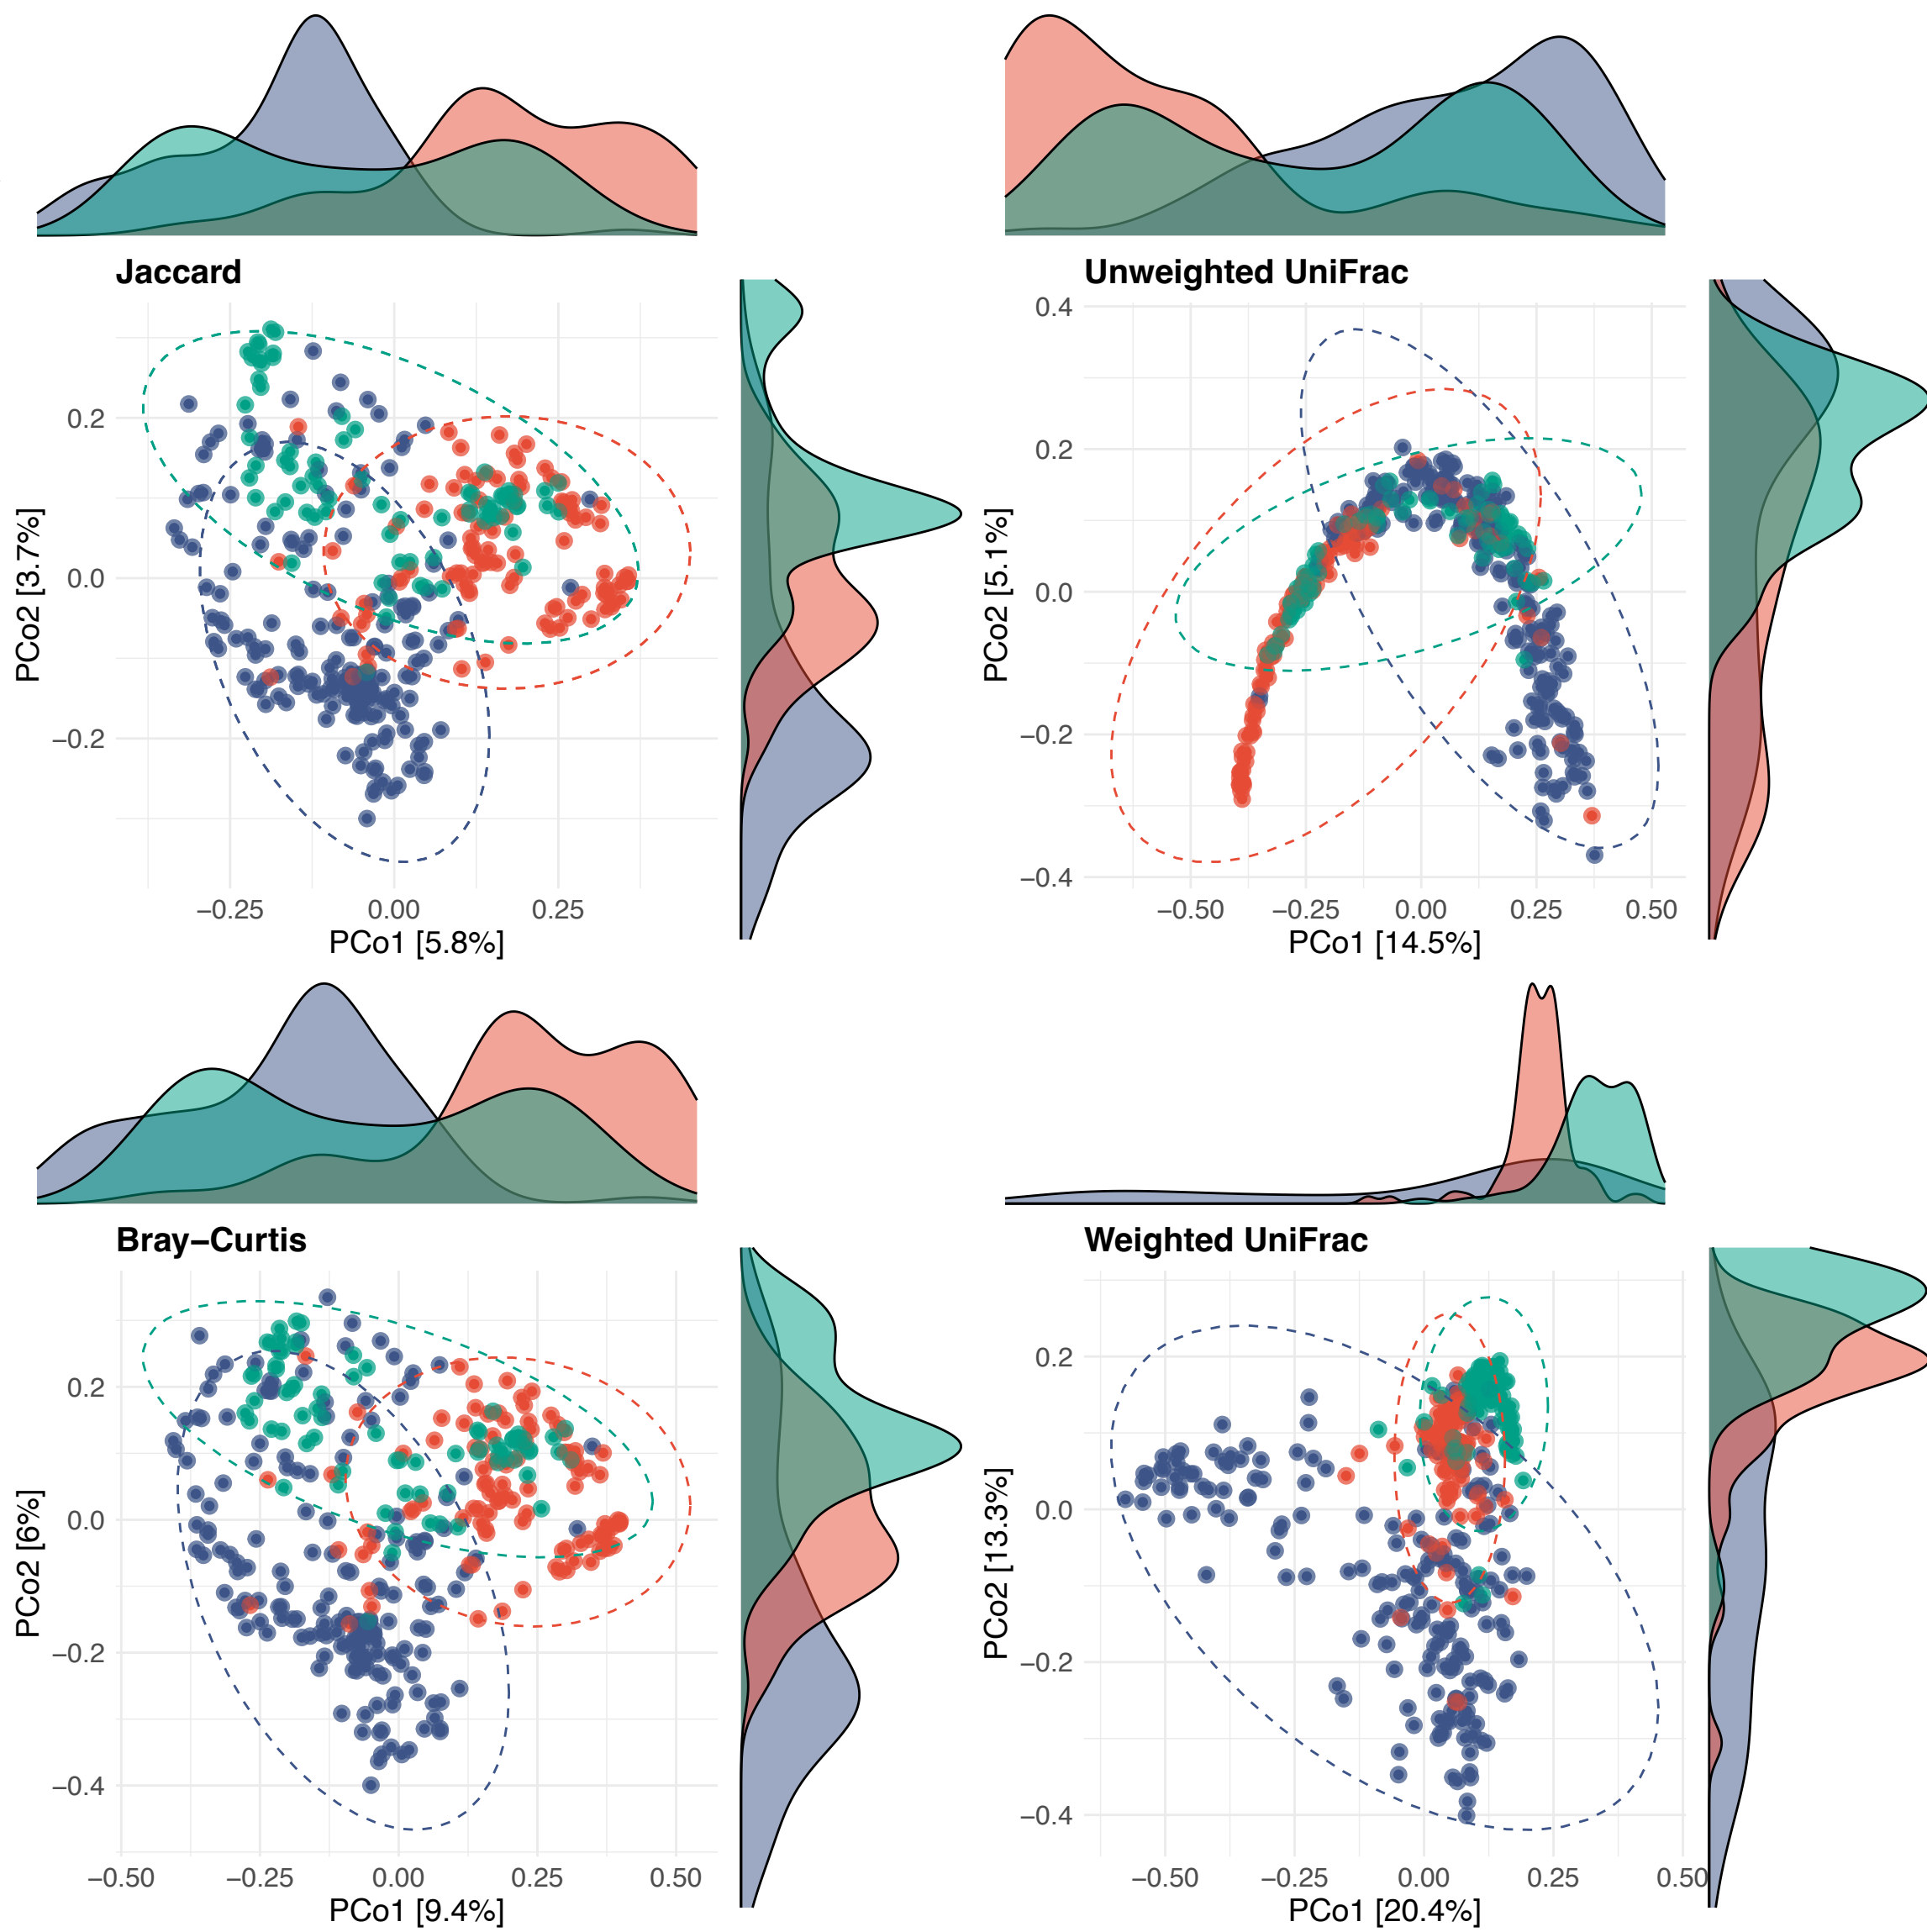 Jaccard
PCo2 [3.7%]
0.2
0.0
−0.2
−0.25 0.00 0.25
PCo1 [5.8%]
Unweighted UniFrac
PCo2 [5.1%]
0.4
0.2
0.0
−0.2
−0.4
−0.50 −0.25 0.00 0.25 0.50
PCo1 [14.5%]
Bray−Curtis
PCo2 [6%]
0.2
0.0
−0.2
−0.4
−0.50 −0.25 0.00 0.25 0.50
PCo1 [9.4%]
Weighted UniFrac
PCo2 [13.3%]
0.2
0.0
−0.2
−0.4
−0.50 −0.25 0.00 0.25 0.50
PCo1 [20.4%]